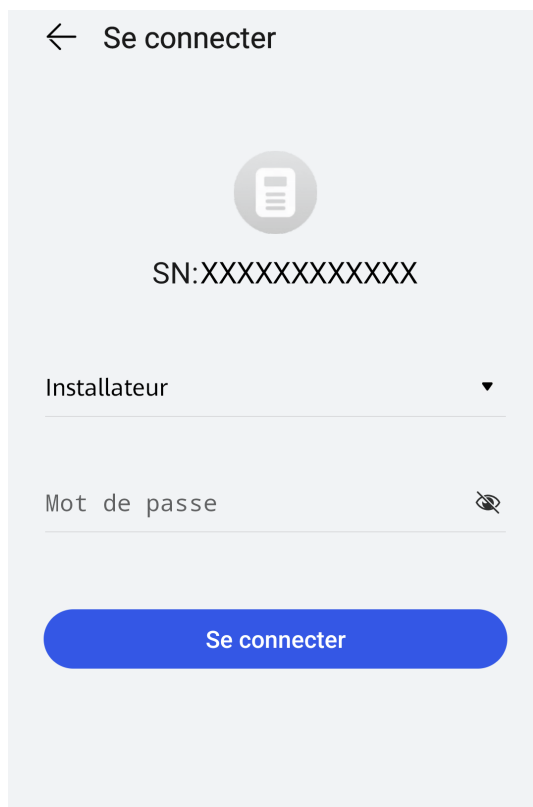 Se connecter
SN:XXXXXXXXXXXX
Installateur
Mot de passe
Se connecter